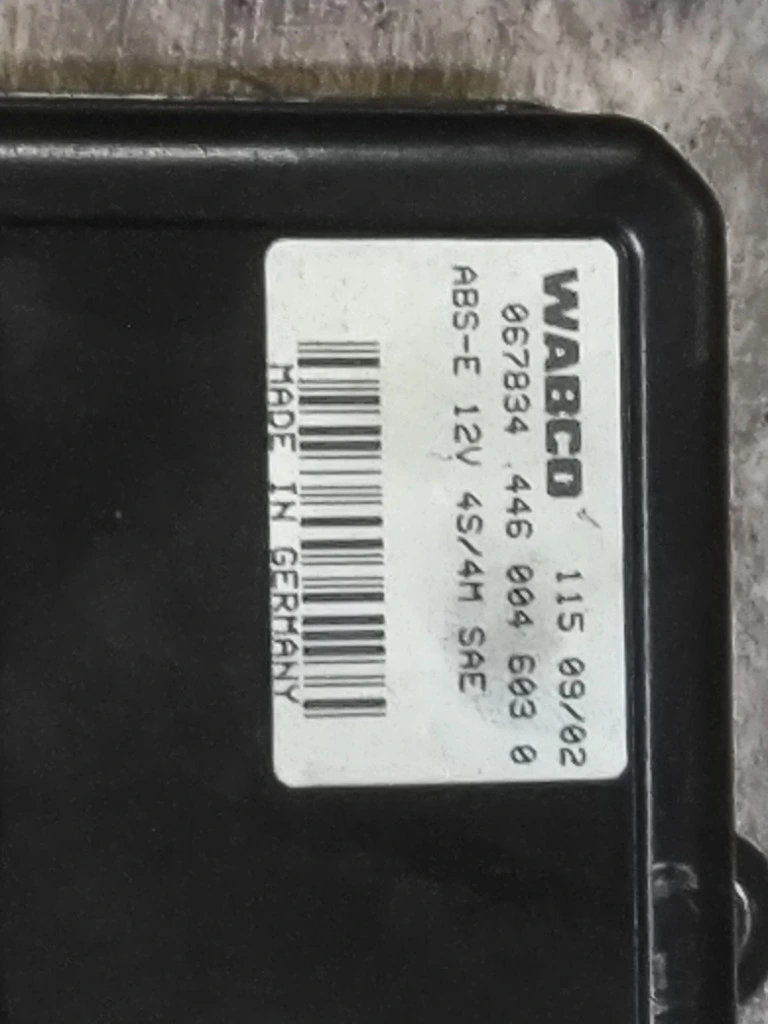 WABCO 115 09/02
067834 446 004 603 0
ABS-E 12V 4S/4M SAE
MADE IN GERMANY